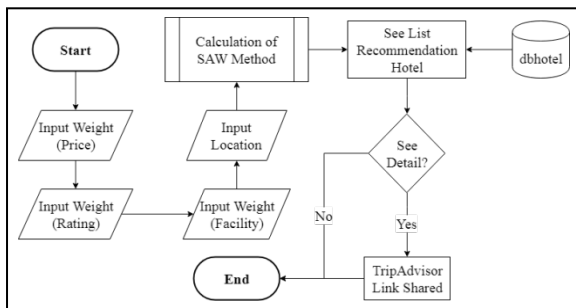 Start
Input Weight
(Price)
Input Weight
(Rating)
Input Weight
(Facility)
Input
Location
Calculation of
SAW Method
See List
Recommendation
Hotel
dbhotel
See
Detail?
No
Yes
TripAdvisor
Link Shared
End